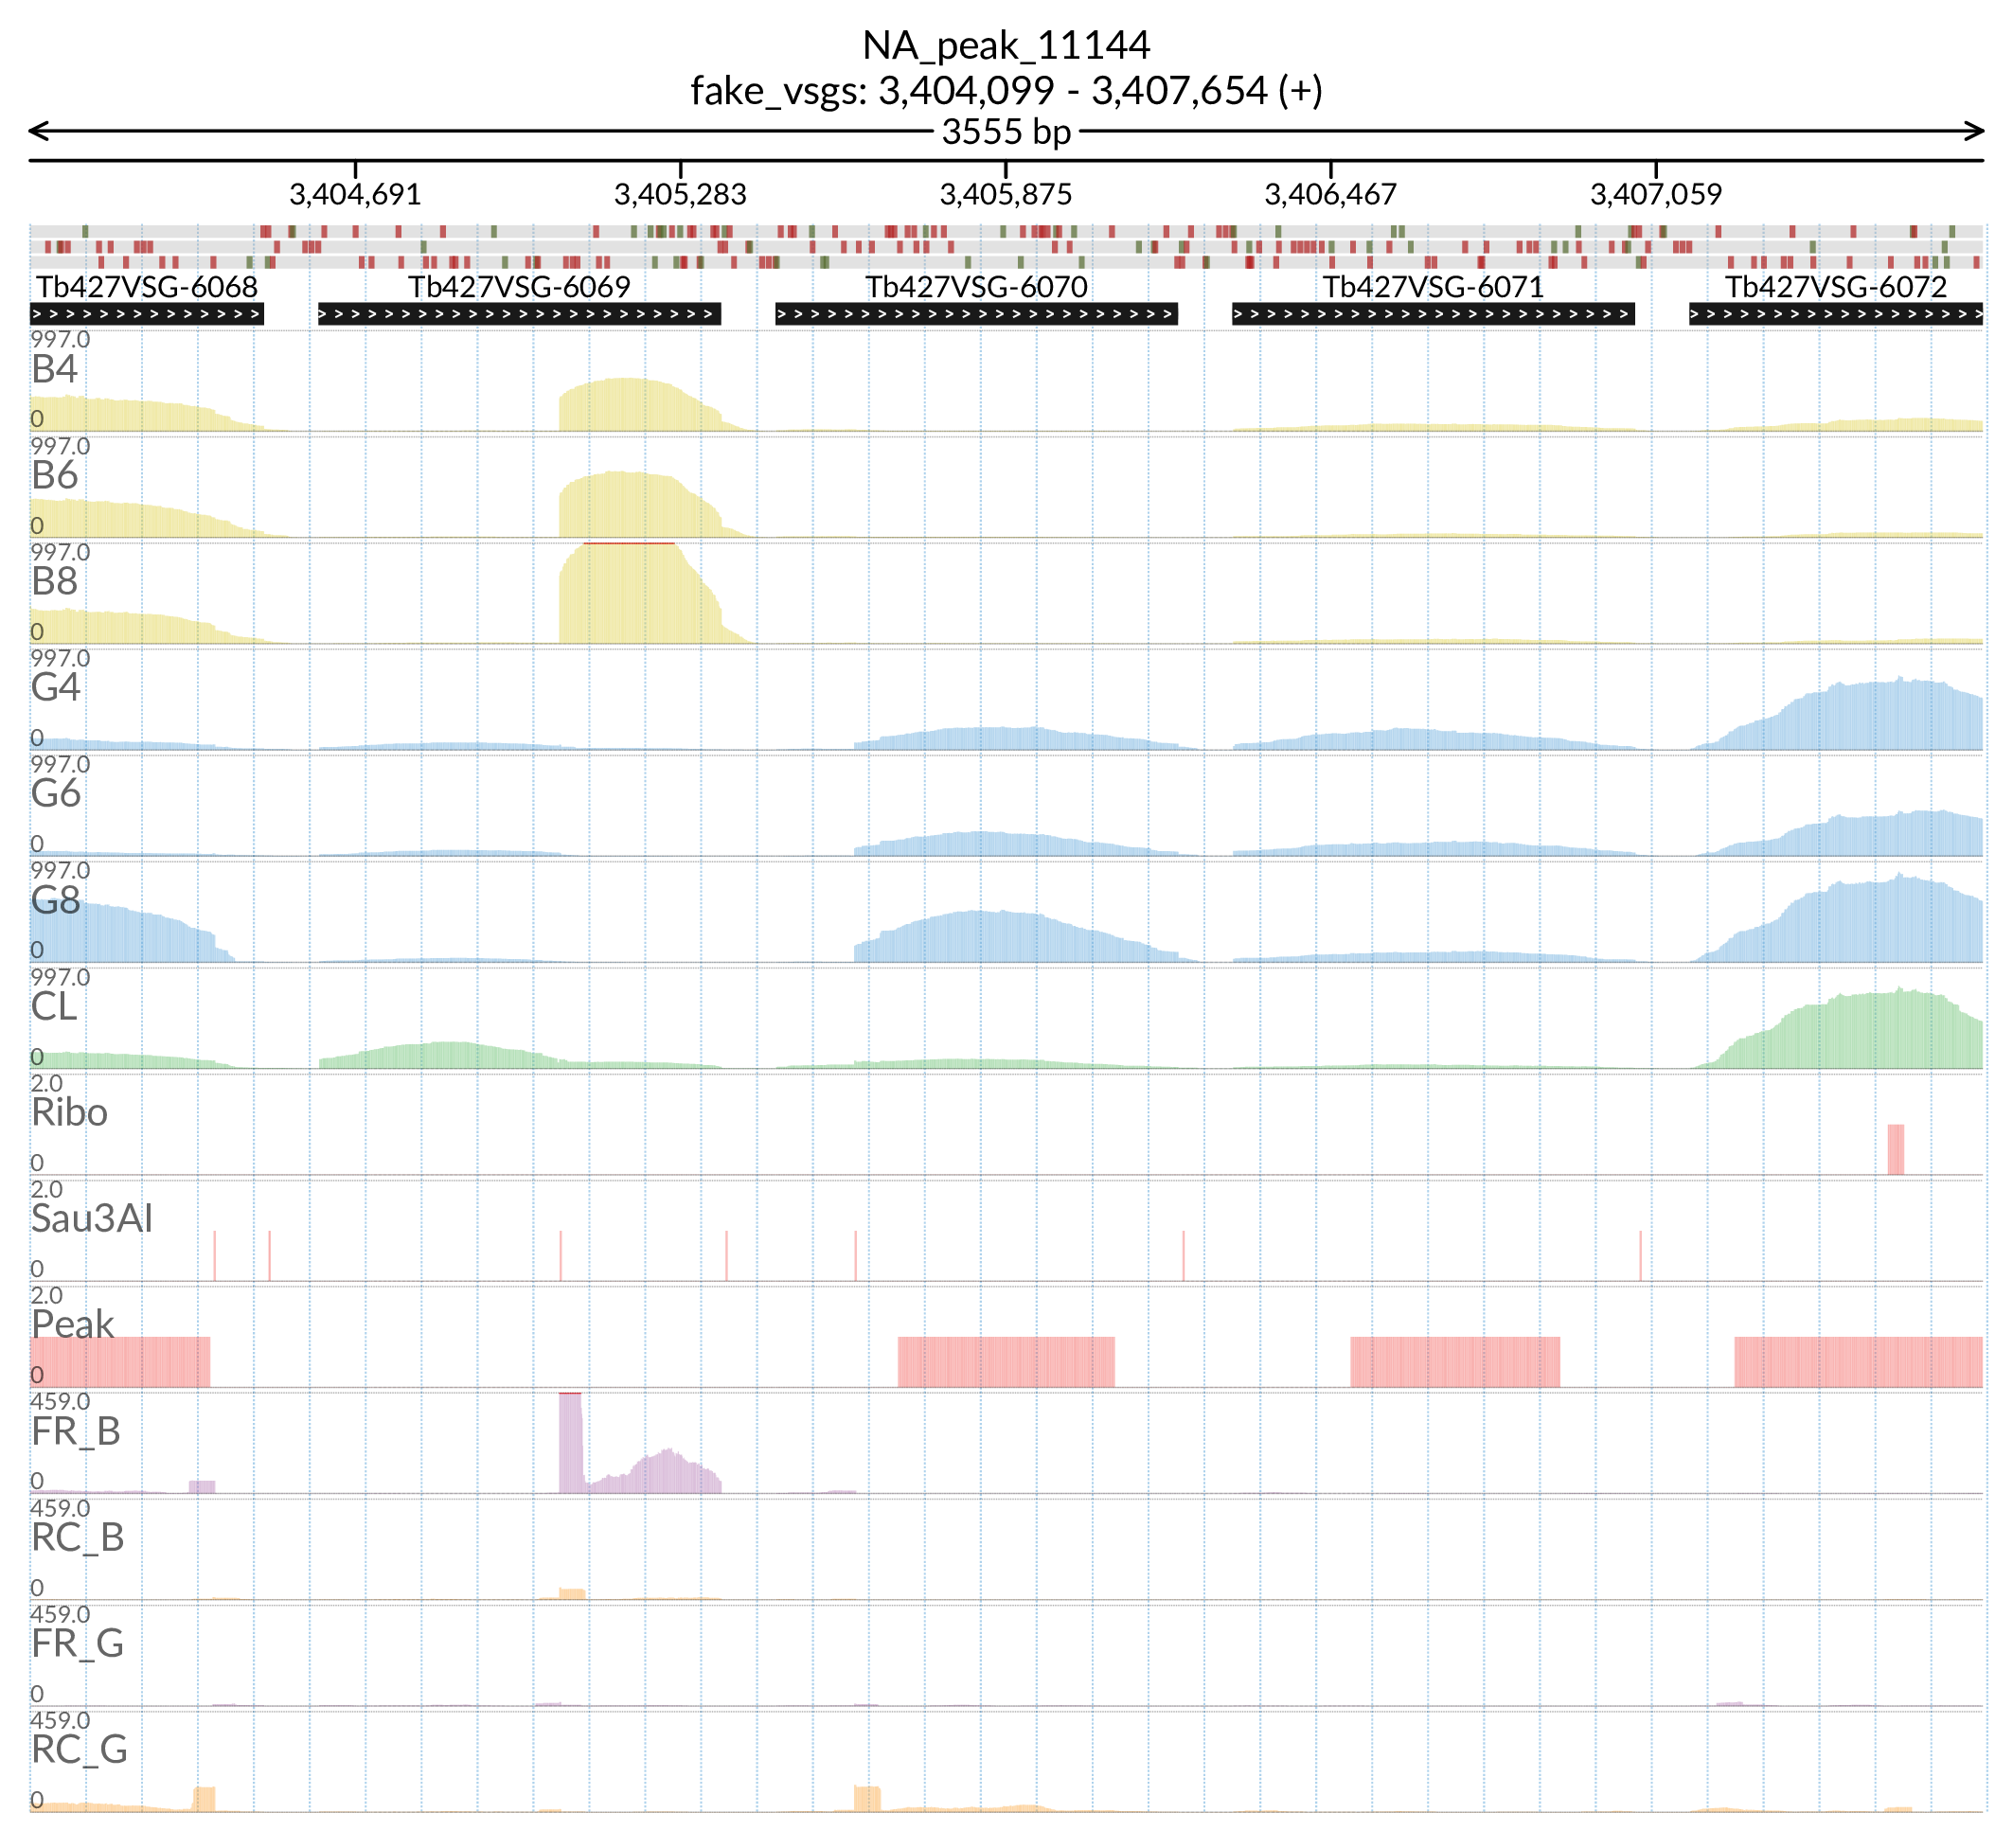 NA_peak_11144
fake_vsgs: 3,404,099 - 3,407,654 (+)
3555 bp
3,404,691 3,405,283 3,405,875 3,406,467 3,407,059
Tb427VSG-6068 Tb427VSG-6069 Tb427VSG-6070 Tb427VSG-6071 Tb427VSG-6072
997.0
B4
0
997.0
B6
0
997.0
B8
0
997.0
G4
0
997.0
G6
0
997.0
G8
0
997.0
CL
0
2.0
Ribo
0
2.0
Sau3AI
0
2.0
Peak
0
459.0
FR_B
0
459.0
RC_B
0
459.0
FR_G
0
459.0
RC_G
0